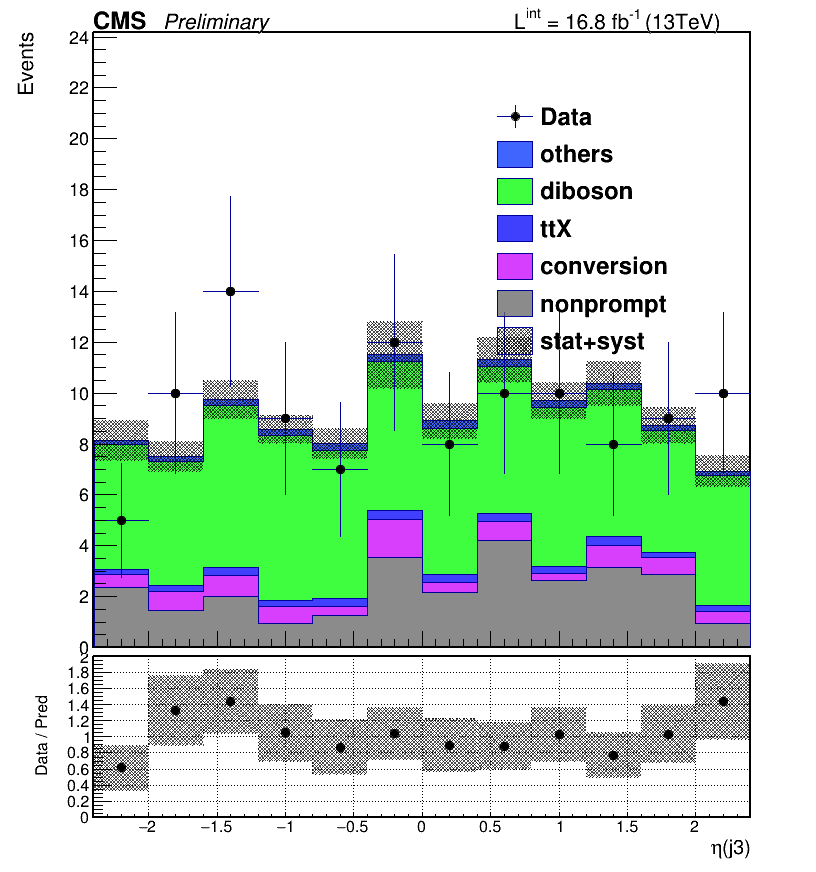 CMS Preliminary L^int = 16.8 fb^-1 (13TeV)
Events
24
22
20
18
16
14
12
10
8
6
4
2
0
Data
others
diboson
ttX
conversion
nonprompt
stat+syst
Data / Pred
2
1.8
1.6
1.4
1.2
1
0.8
0.6
0.4
0.2
0
−2 −1.5 −1 −0.5 0 0.5 1 1.5 2
η(j3)